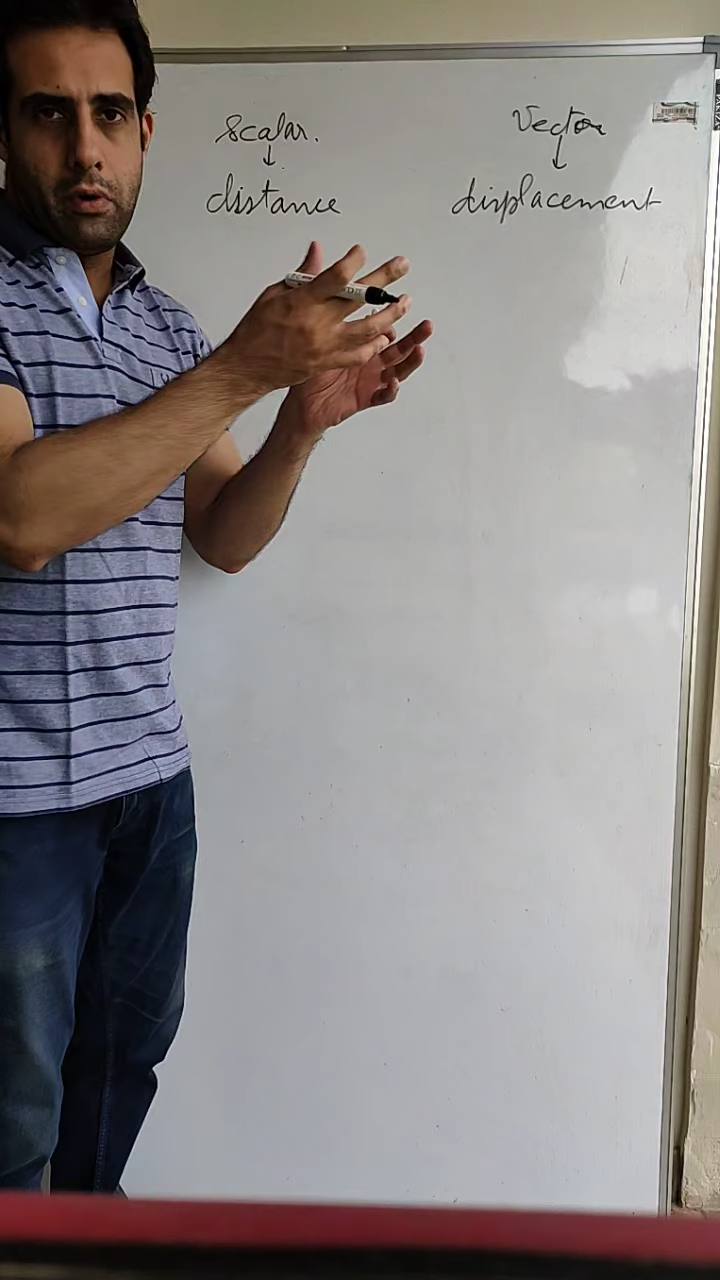 Scalar. Vector
↓ ↓
distance displacement